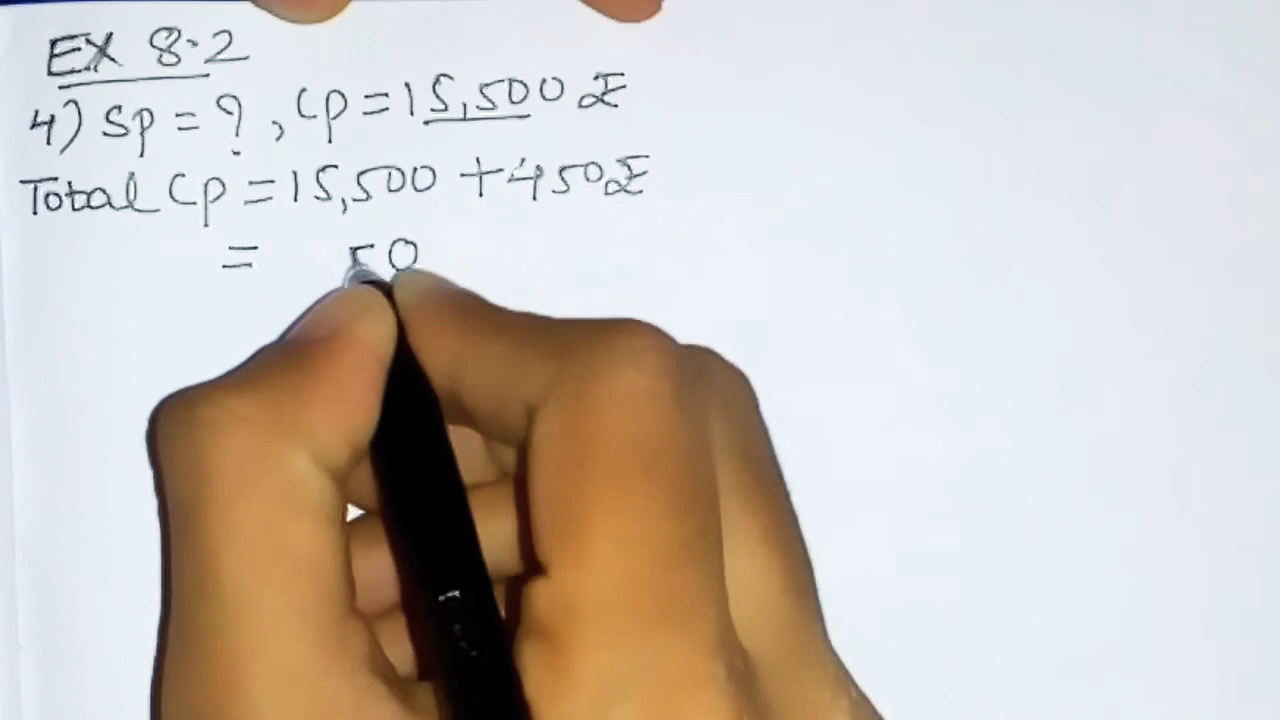 EX 8.2
4) Sp = ? , Cp = 15,500 ₹
Total Cp = 15,500 + 450 ₹
= 50